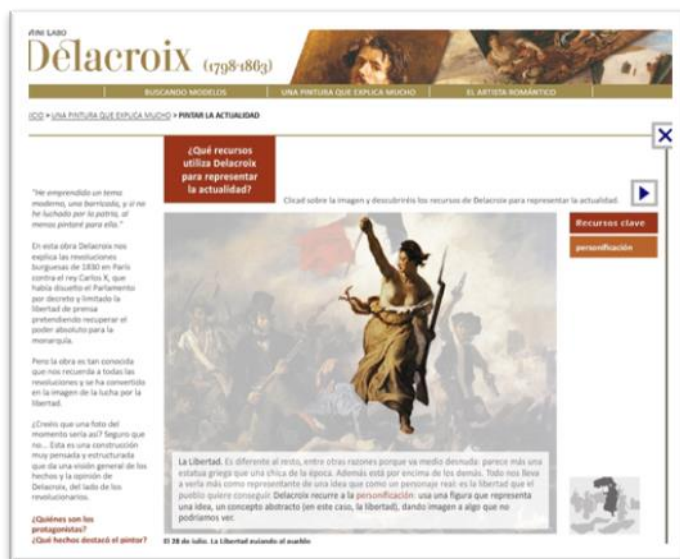 MINI LABO
Delacroix (1798-1863)
BUSCANDO MODELOS
UNA PINTURA QUE EXPLICA MUCHO
EL ARTISTA ROMÁNTICO
ICIO > UNA PINTURA QUE EXPLICA MUCHO > PINTAR LA ACTUALIDAD
¿Qué recursos
utiliza Delacroix
para representar
la actualidad?
Clicad sobre la imagen y descubriréis los recursos de Delacroix para representar la actualidad.
"He emprendido un tema
moderno, una barricada, y si no
he luchado por la patria, al
menos pintaré para ella."
En esta obra Delacroix nos
explica las revoluciones
burguesas de 1830 en París
contra el rey Carlos X, que
había disuelto el Parlamento
por decreto y limitado la
libertad de prensa
pretendiendo recuperar el
poder absoluto para la
monarquía.
Pero la obra es tan conocida
que nos recuerda a todas las
revoluciones y se ha convertido
en la imagen de la lucha por la
libertad.
¿Creéis que una foto del
momento sería así? Seguro que
no... Esta es una construcción
muy pensada y estructurada
que da una visión general de los
hechos y la opinión de
Delacroix, del lado de los
revolucionarios.
¿Quiénes son los
protagonistas?
¿Qué hechos destacó el pintor?
Recursos clave
personificación
La Libertad. Es diferente al resto, entre otras razones porque va medio desnuda: parece más una
estatua griega que una chica de la época. Además está por encima de los demás. Todo nos lleva
a verla más como representante de una idea que como un personaje real: es la libertad que el
pueblo quiere conseguir. Delacroix recurre a la personificación: usa una figura que representa
una idea, un concepto abstracto (en este caso, la libertad), dando imagen a algo que no
podríamos ver.
El 28 de julio. La Libertad guiando al pueblo